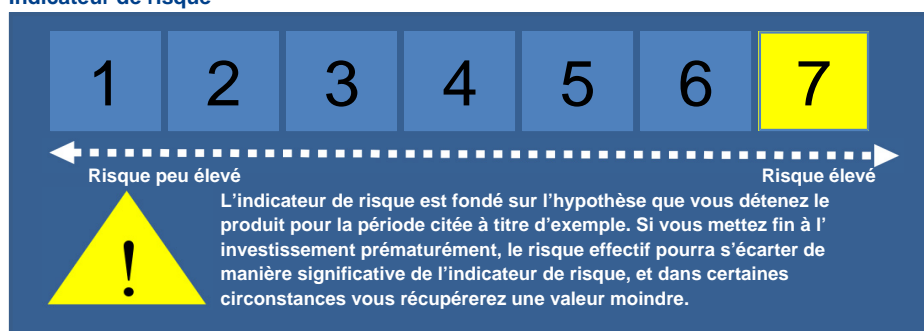 Indicateur de risque
1 2 3 4 5 6 7
Risque peu élevé Risque élevé
!
L'indicateur de risque est fondé sur l'hypothèse que vous détenez le
produit pour la période citée à titre d'exemple. Si vous mettez fin à l'
investissement prématurément, le risque effectif pourra s'écarter de
manière significative de l'indicateur de risque, et dans certaines
circonstances vous récupérerez une valeur moindre.